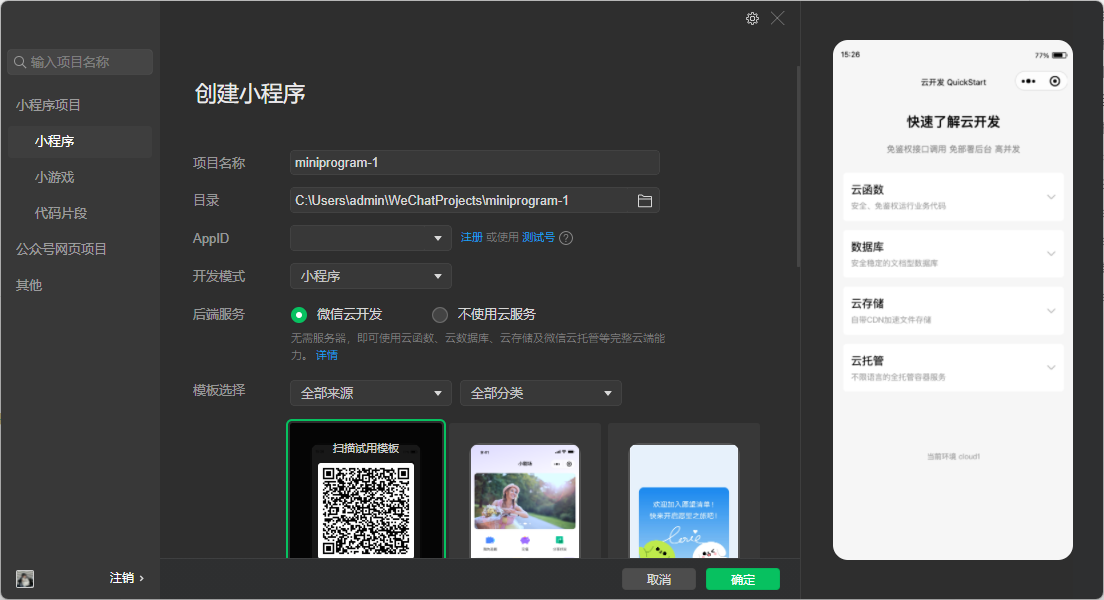 输入项目名称
小程序项目
小程序
小游戏
代码片段
公众号网页项目
其他
注销 ›
创建小程序
项目名称
miniprogram-1
目录
C:\Users\admin\WeChatProjects\miniprogram-1
AppID
注册 或使用 测试号 ?
开发模式
小程序
后端服务
微信云开发
不使用云服务
无需服务器，即可使用云函数、云数据库、云存储及微信云托管等完整云端能
力。 详情
模板选择
全部来源
全部分类
扫描试用模板
欢迎加入愿望清单！
快来开启恋爱之旅吧！
Love
取消
确定
15:26
77%
云开发 QuickStart
快速了解云开发
免鉴权接口调用 免部署后台 高并发
云函数
安全、免鉴权运行业务代码
数据库
安全稳定的文档型数据库
云存储
自带CDN加速文件存储
云托管
不限语言的全托管容器服务
当前环境 cloud1